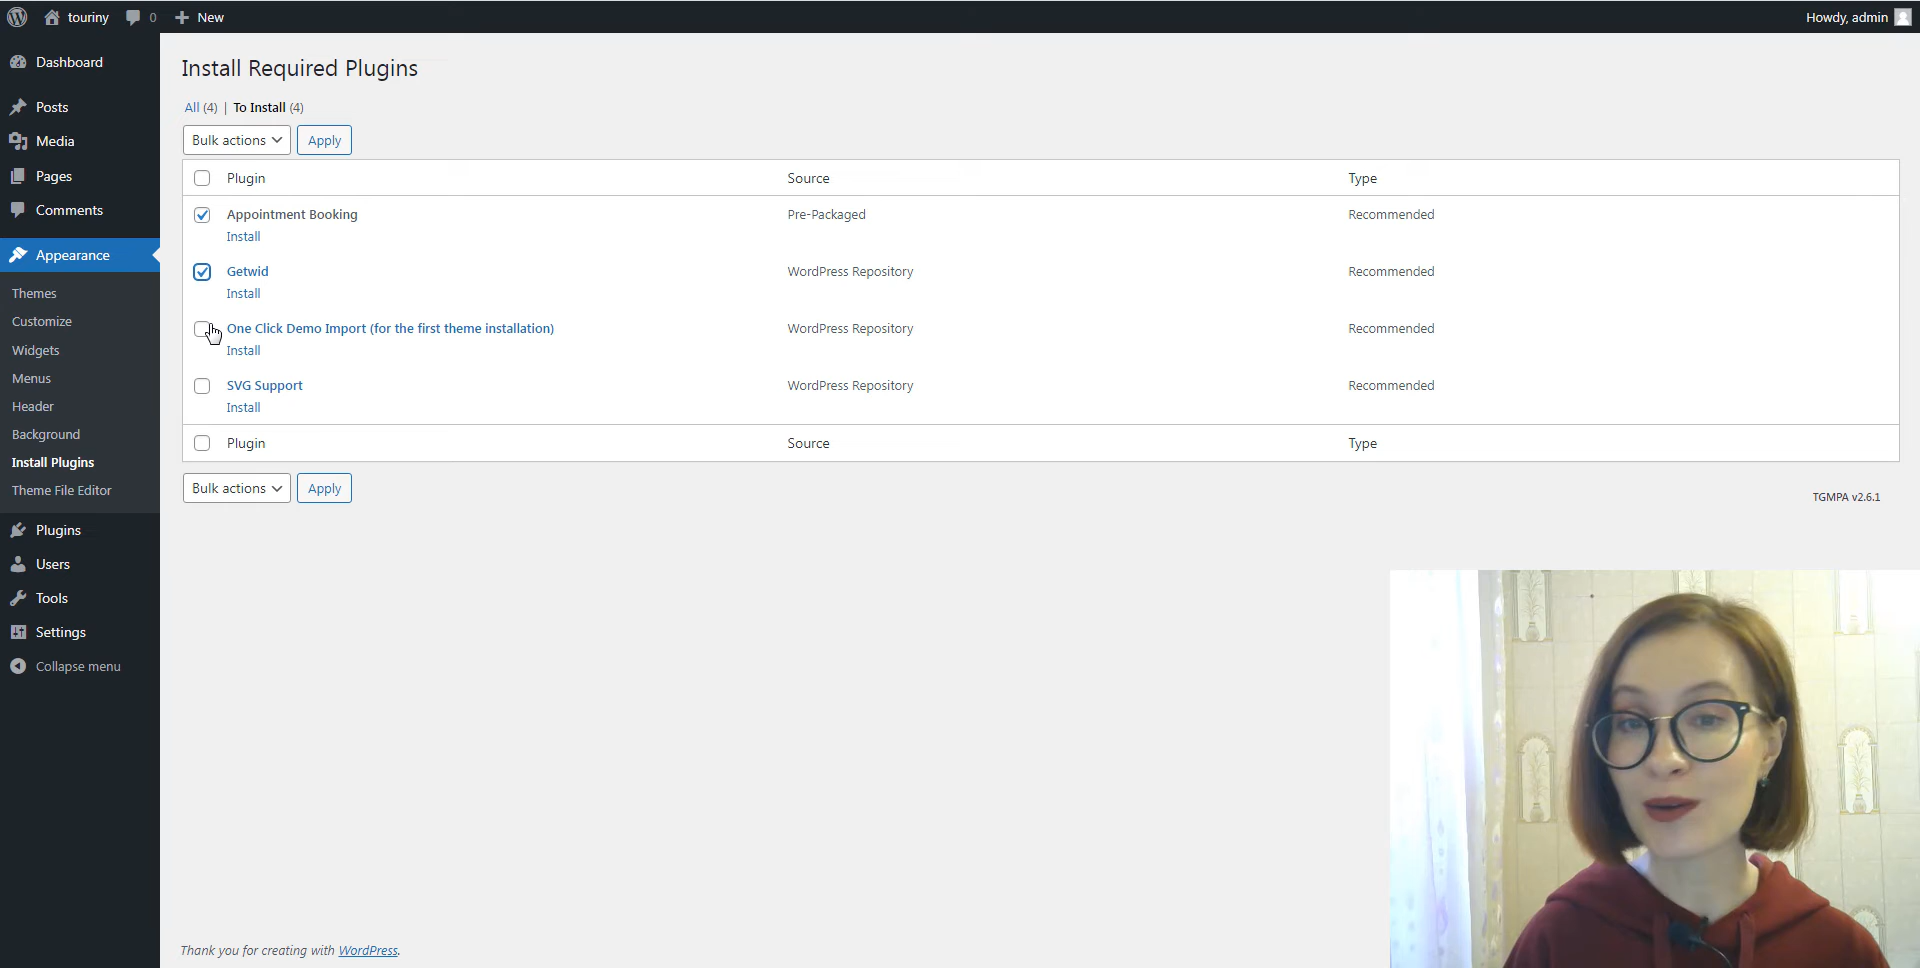 touriny 0 New Howdy, admin
Dashboard
Posts
Media
Pages
Comments
Appearance
Themes
Customize
Widgets
Menus
Header
Background
Install Plugins
Theme File Editor
Plugins
Users
Tools
Settings
Collapse menu
Install Required Plugins
All (4) | To Install (4)
Bulk actions Apply
Plugin Source Type
Appointment Booking Pre-Packaged Recommended
Install
Getwid WordPress Repository Recommended
Install
One Click Demo Import (for the first theme installation) WordPress Repository Recommended
Install
SVG Support WordPress Repository Recommended
Install
Plugin Source Type
Bulk actions Apply
TGMPA v2.6.1
Thank you for creating with WordPress.